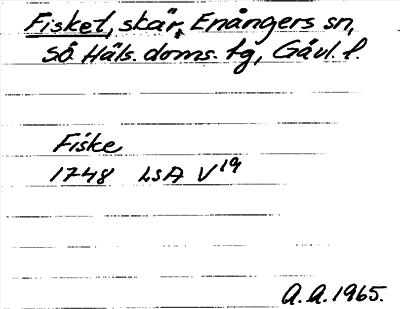 Fisket, skär, Enångers sn,
SÖ. Häls. doms. tg, Gävl. l.
Fiske
1748 LSA V19
A.A. 1965.